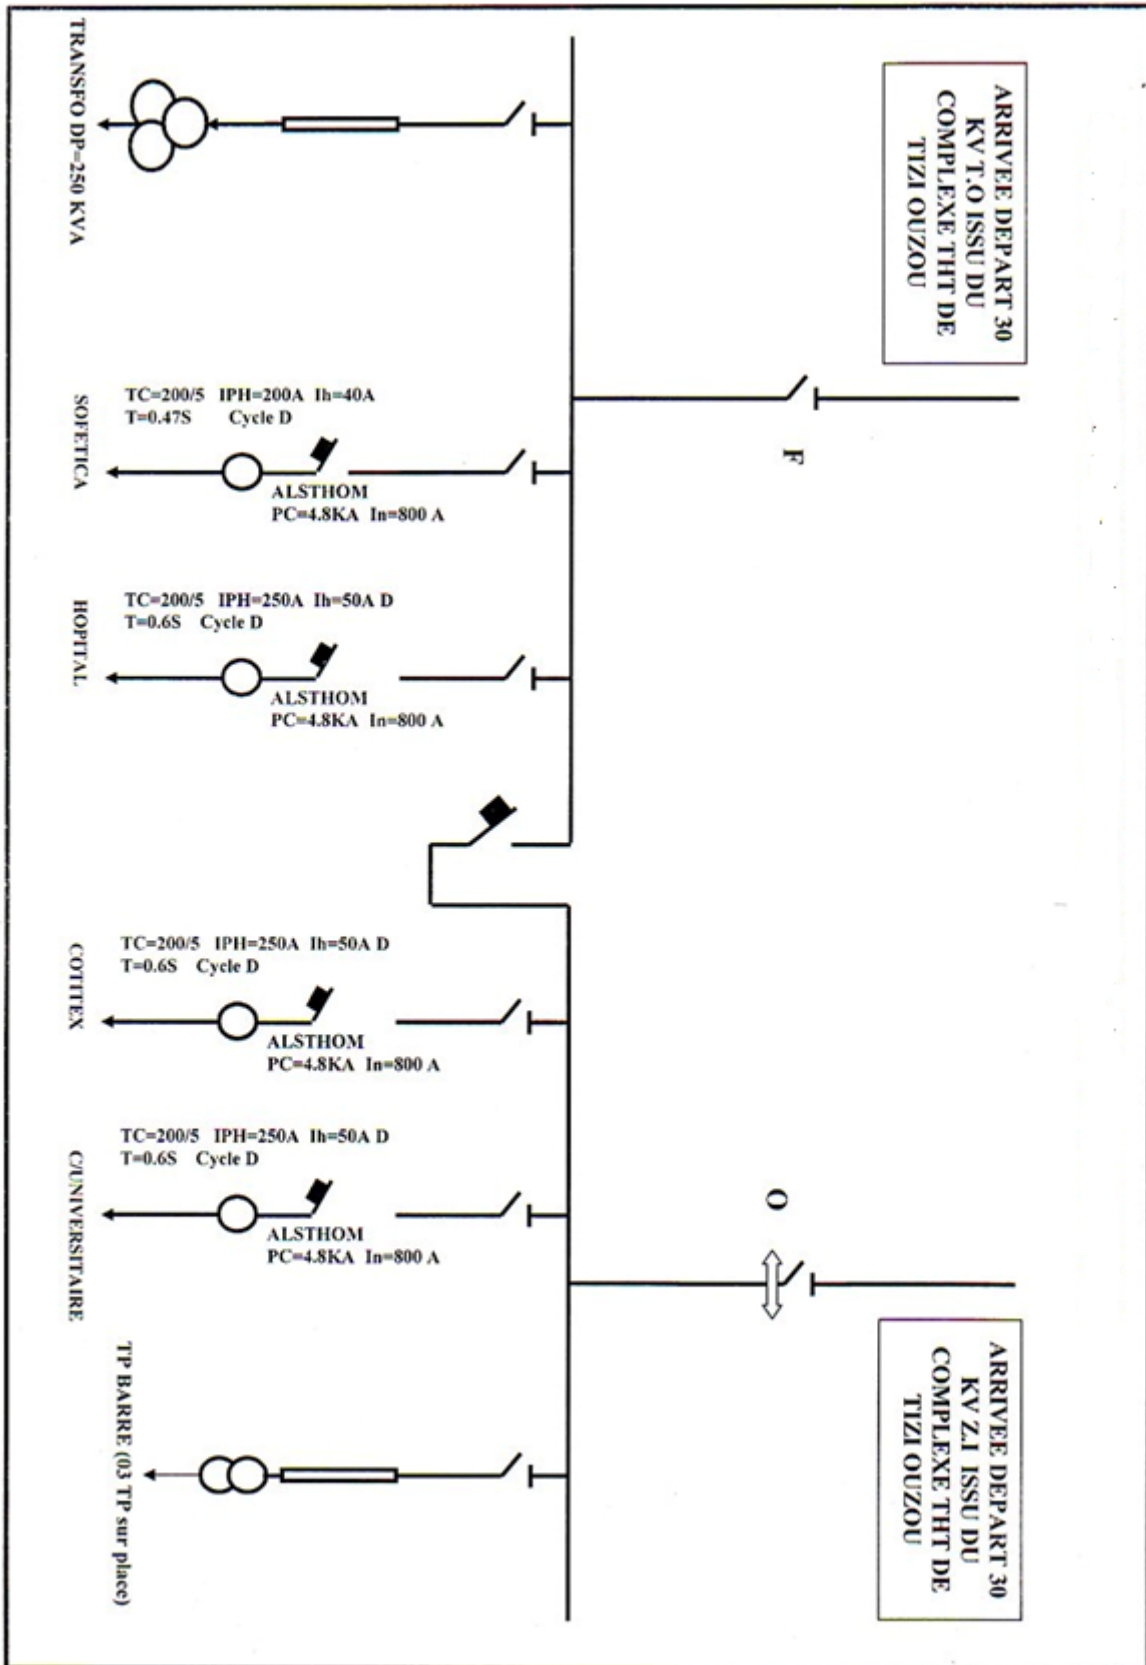 ARRIVEE DEPART 30
KV T.O ISSU DU
COMPLEXE THT DE
TIZI OUZOU
F
TRANSFO DP=250 KVA
TC=200/5 IPH=200A Ih=40A
T=0.47S Cycle D
ALSTHOM
PC=4.8KA In=800 A
SOFETICA
TC=200/5 IPH=250A Ih=50A D
T=0.6S Cycle D
ALSTHOM
PC=4.8KA In=800 A
HOPITAL
TC=200/5 IPH=250A Ih=50A D
T=0.6S Cycle D
ALSTHOM
PC=4.8KA In=800 A
COTITEX
TC=200/5 IPH=250A Ih=50A D
T=0.6S Cycle D
ALSTHOM
PC=4.8KA In=800 A
C/UNIVERSITAIRE
O
ARRIVEE DEPART 30
KV Z.I ISSU DU
COMPLEXE THT DE
TIZI OUZOU
TP BARRE (03 TP sur place)